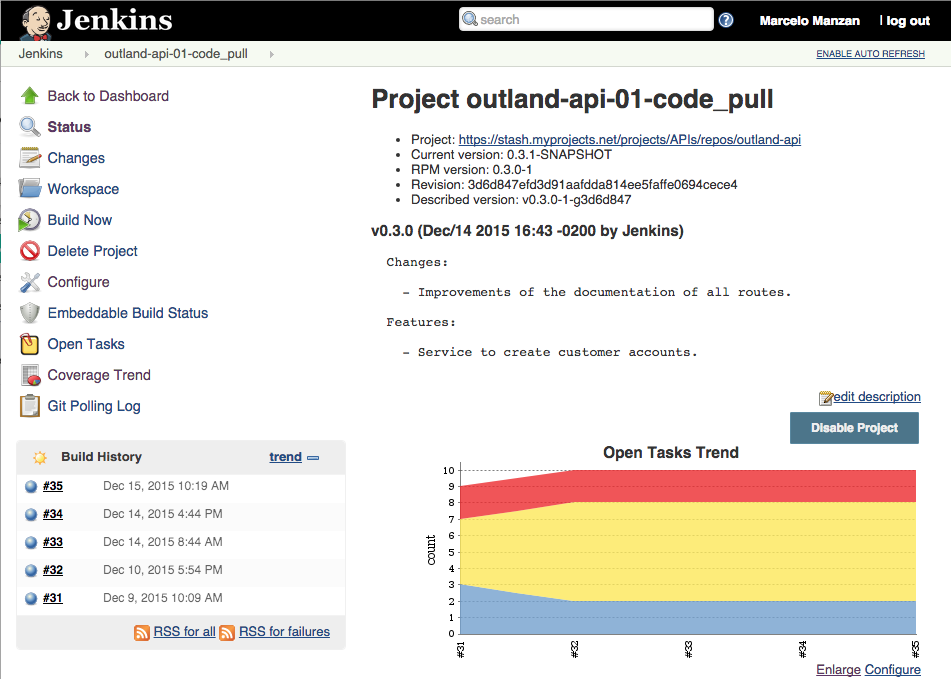 Jenkins
search
?
Marcelo Manzan | log out
Jenkins outland-api-01-code_pull
ENABLE AUTO REFRESH
Back to Dashboard
Status
Changes
Workspace
Build Now
Delete Project
Configure
Embeddable Build Status
Open Tasks
Coverage Trend
Git Polling Log
Build History trend
#35 Dec 15, 2015 10:19 AM
#34 Dec 14, 2015 4:44 PM
#33 Dec 14, 2015 8:44 AM
#32 Dec 10, 2015 5:54 PM
#31 Dec 9, 2015 10:09 AM
RSS for all RSS for failures
Project outland-api-01-code_pull
• Project: https://stash.myprojects.net/projects/APIs/repos/outland-api
• Current version: 0.3.1-SNAPSHOT
• RPM version: 0.3.0-1
• Revision: 3d6d847efd3d91aafdda814ee5faffe0694cece4
• Described version: v0.3.0-1-g3d6d847
v0.3.0 (Dec/14 2015 16:43 -0200 by Jenkins)
Changes:
- Improvements of the documentation of all routes.
Features:
- Service to create customer accounts.
edit description
Disable Project
Open Tasks Trend
count
10
9
8
7
6
5
4
3
2
1
0
#31 #32 #33 #34 #35
Enlarge Configure